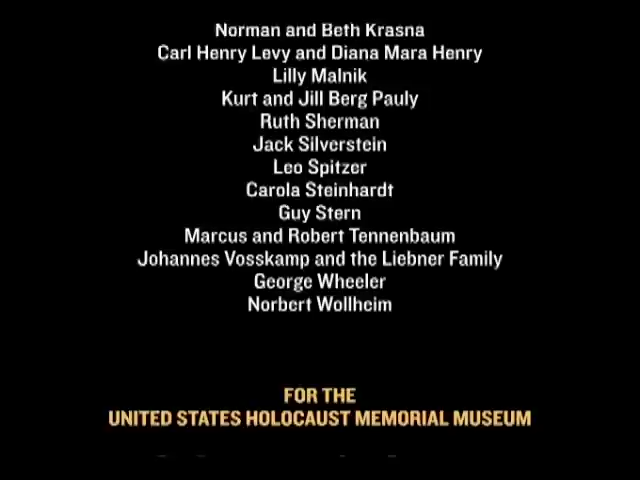 Norman and Beth Krasna
Carl Henry Levy and Diana Mara Henry
Lilly Malnik
Kurt and Jill Berg Pauly
Ruth Sherman
Jack Silverstein
Leo Spitzer
Carola Steinhardt
Guy Stern
Marcus and Robert Tennenbaum
Johannes Vosskamp and the Liebner Family
George Wheeler
Norbert Wollheim
FOR THE
UNITED STATES HOLOCAUST MEMORIAL MUSEUM